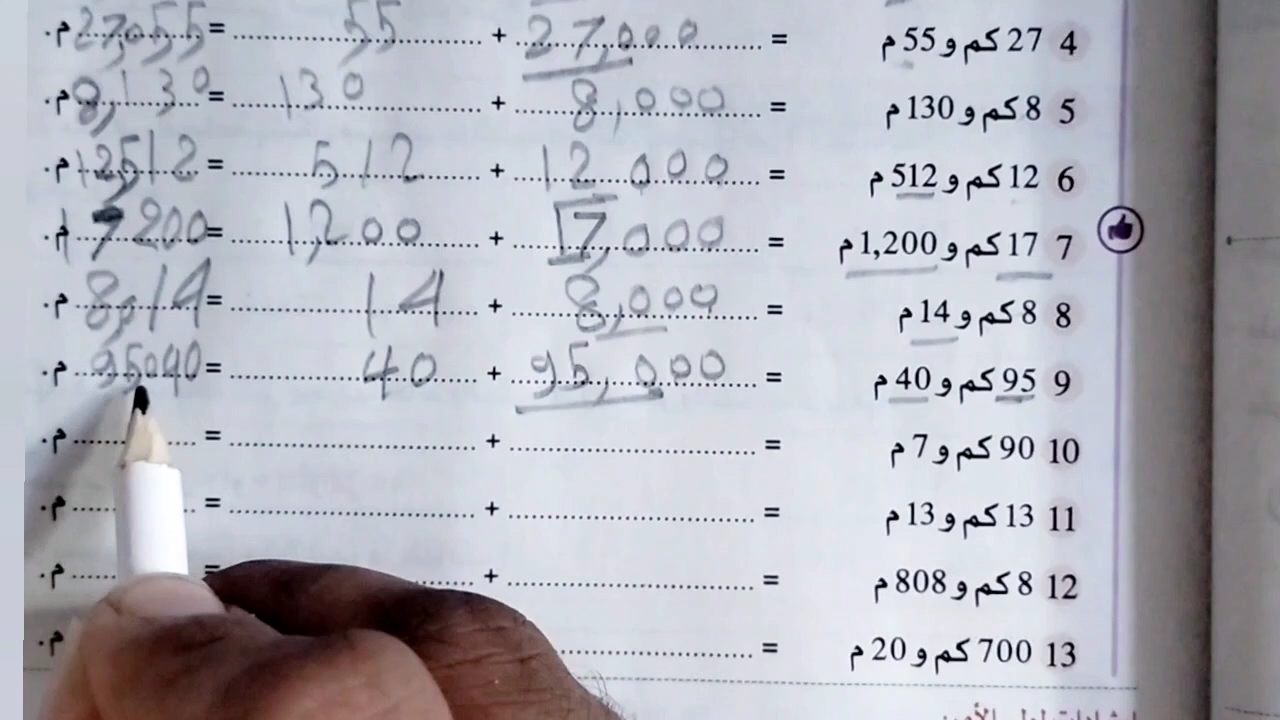 4 27 كم و 55 م = 27,000 + 55 = 27,055 م.
5 8 كم و 130 م = 8,000 + 130 = 8,130 م.
6 12 كم و 512 م = 12,000 + 512 = 12,512 م.
7 17 كم و 1,200 م = 17,000 + 1,200 = م.
8 8 كم و 14 م = 8,000 + 14 = 8,14 م.
9 95 كم و 40 م = 95,000 + 40 = 95,040 م.
10 90 كم و 7 م = ........ + ........ = ........ م.
11 13 كم و 13 م = ........ + ........ = ........ م.
12 8 كم و 808 م = ........ + ........ = ........ م.
13 700 كم و 20 م = ........ م.